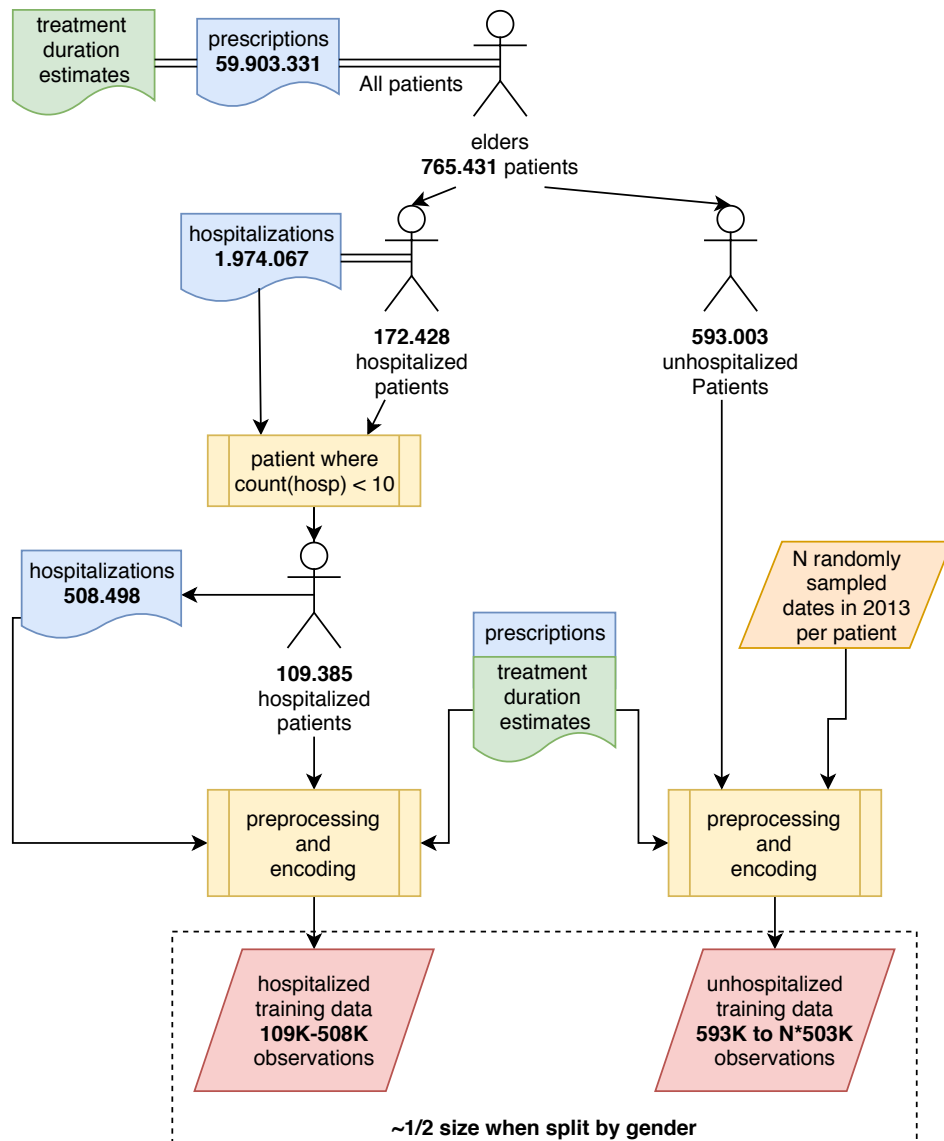 treatment
duration
estimates
prescriptions
59.903.331
All patients
elders
765.431 patients
hospitalizations
1.974.067
172.428
hospitalized
patients
593.003
unhospitalized
Patients
patient where
count(hosp) < 10
hospitalizations
508.498
N randomly
sampled
dates in 2013
per patient
109.385
hospitalized
patients
prescriptions
treatment
duration
estimates
preprocessing
and
encoding
preprocessing
and
encoding
hospitalized
training data
109K-508K
observations
unhospitalized
training data
593K to N*503K
observations
~1/2 size when split by gender